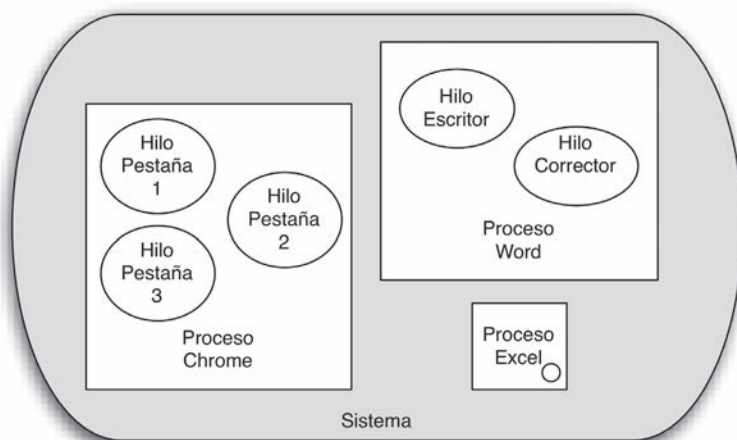 Hilo
Pestaña
1
Hilo
Pestaña
2
Hilo
Pestaña
3
Proceso
Chrome
Hilo
Escritor
Hilo
Corrector
Proceso
Word
Proceso
Excel
Sistema